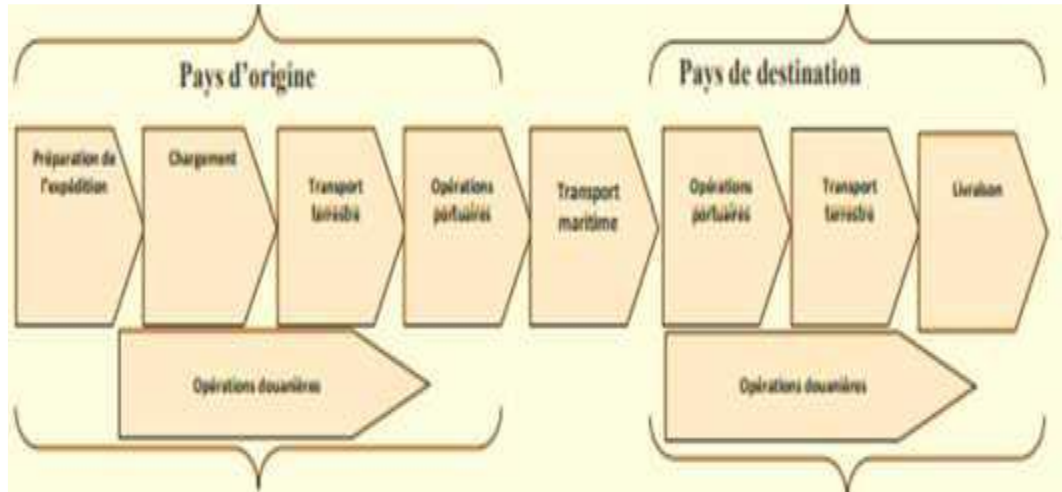 Pays d'origine
Pays de destination
Préparation de
l'expédition
Chargement
Transport
terrestre
Opérations
portuaires
Transport
maritime
Opérations
portuaires
Transport
terrestre
Livraison
Opérations douanières
Opérations douanières